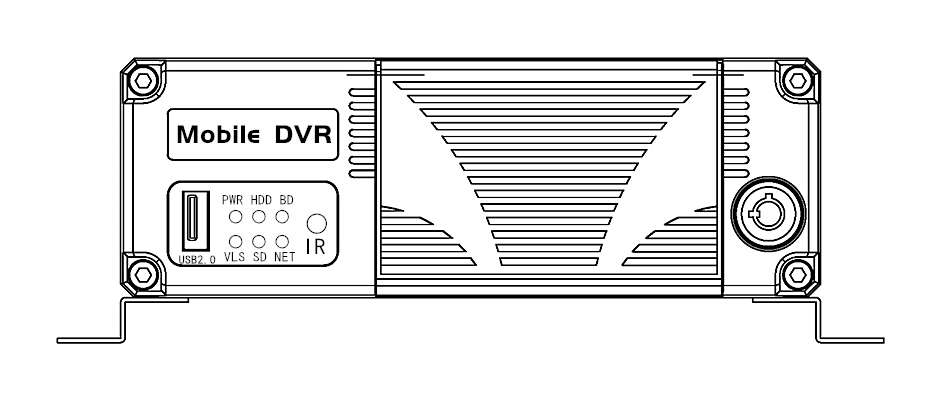 Mobile DVR
PWR HDD BD
IR
USB2.0 VLS SD NET